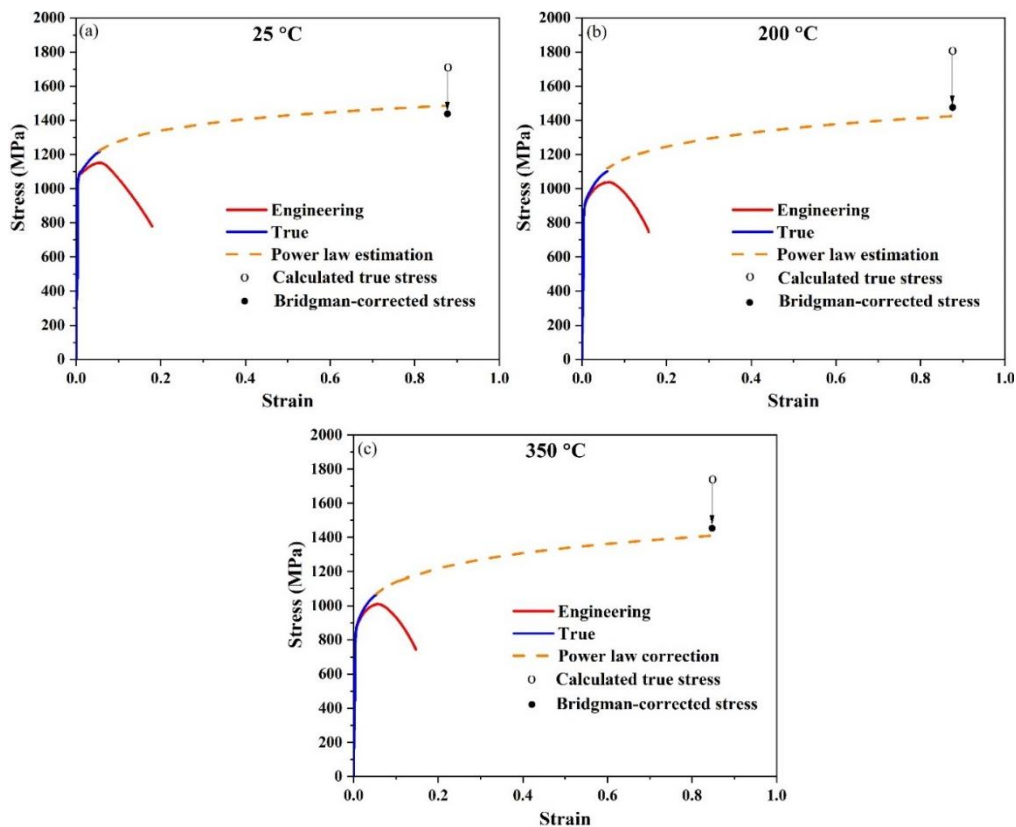 (a)
25 °C
2000
1800
1600
1400
1200
1000
800
600
400
200
0
Stress (MPa)
Engineering
True
Power law estimation
Calculated true stress
Bridgman-corrected stress
0.0 0.2 0.4 0.6 0.8 1.0
Strain
(b)
200 °C
2000
1800
1600
1400
1200
1000
800
600
400
200
0
Stress (MPa)
Engineering
True
Power law estimation
Calculated true stress
Bridgman-corrected stress
0.0 0.2 0.4 0.6 0.8 1.0
Strain
(c)
350 °C
2000
1800
1600
1400
1200
1000
800
600
400
200
0
Stress (MPa)
Engineering
True
Power law correction
Calculated true stress
Bridgman-corrected stress
0.0 0.2 0.4 0.6 0.8 1.0
Strain